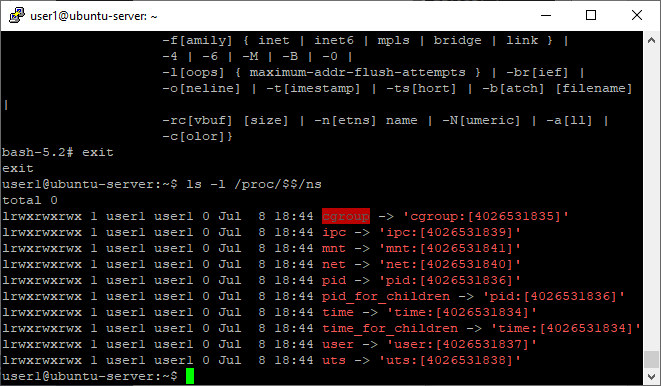 user1@ubuntu-server: ~
-f[amily] { inet | inet6 | mpls | bridge | link } |
-4 | -6 | -M | -B | -0 |
-l[oops] { maximum-addr-flush-attempts } | -br[ief] |
-o[neline] | -t[imestamp] | -ts[hort] | -b[atch] [filename]
|
-rc[vbuf] [size] | -n[etns] name | -N[umeric] | -a[ll] |
-c[olor]}
bash-5.2# exit
exit
user1@ubuntu-server:~$ ls -l /proc/$$/ns
total 0
lrwxrwxrwx 1 user1 user1 0 Jul  8 18:44 cgroup -> 'cgroup:[4026531835]'
lrwxrwxrwx 1 user1 user1 0 Jul  8 18:44 ipc -> 'ipc:[4026531839]'
lrwxrwxrwx 1 user1 user1 0 Jul  8 18:44 mnt -> 'mnt:[4026531841]'
lrwxrwxrwx 1 user1 user1 0 Jul  8 18:44 net -> 'net:[4026531840]'
lrwxrwxrwx 1 user1 user1 0 Jul  8 18:44 pid -> 'pid:[4026531836]'
lrwxrwxrwx 1 user1 user1 0 Jul  8 18:44 pid_for_children -> 'pid:[4026531836]'
lrwxrwxrwx 1 user1 user1 0 Jul  8 18:44 time -> 'time:[4026531834]'
lrwxrwxrwx 1 user1 user1 0 Jul  8 18:44 time_for_children -> 'time:[4026531834]'
lrwxrwxrwx 1 user1 user1 0 Jul  8 18:44 user -> 'user:[4026531837]'
lrwxrwxrwx 1 user1 user1 0 Jul  8 18:44 uts -> 'uts:[4026531838]'
user1@ubuntu-server:~$